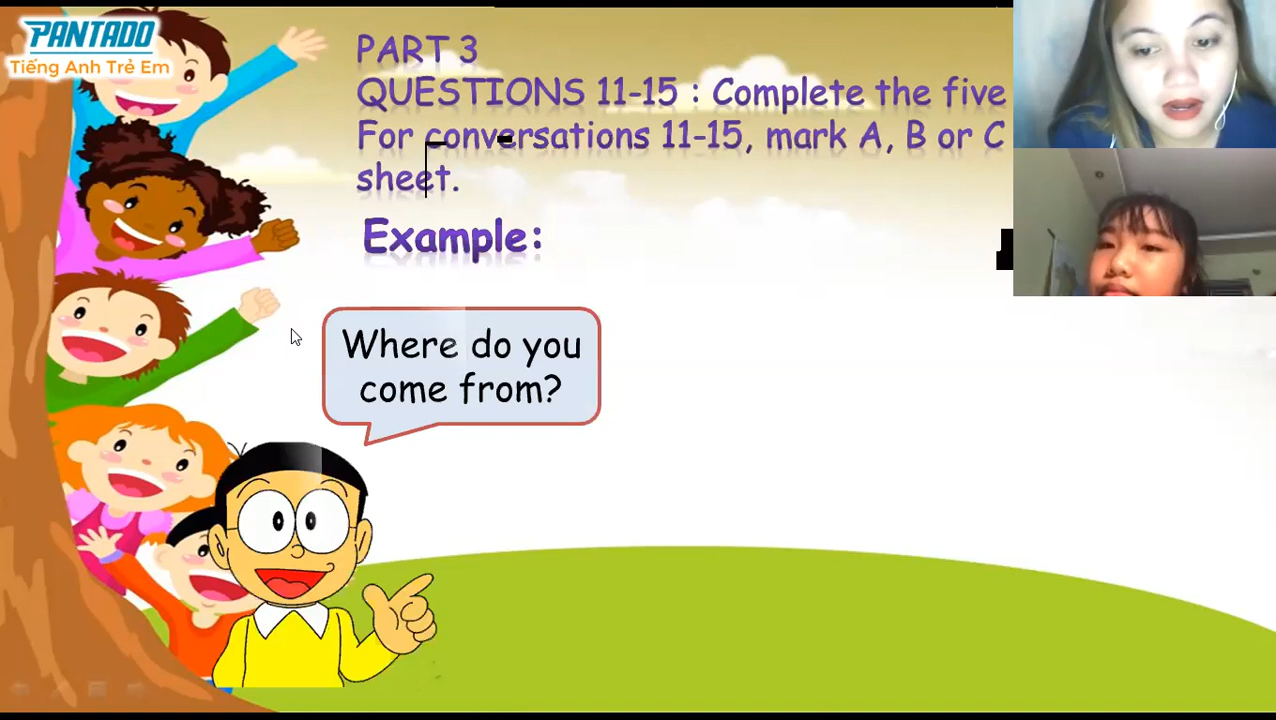 PANTADO
Tiếng Anh Trẻ Em
PART 3
QUESTIONS 11-15 : Complete the five
For conversations 11-15, mark A, B or C
sheet.
Example:
Where do you
come from?